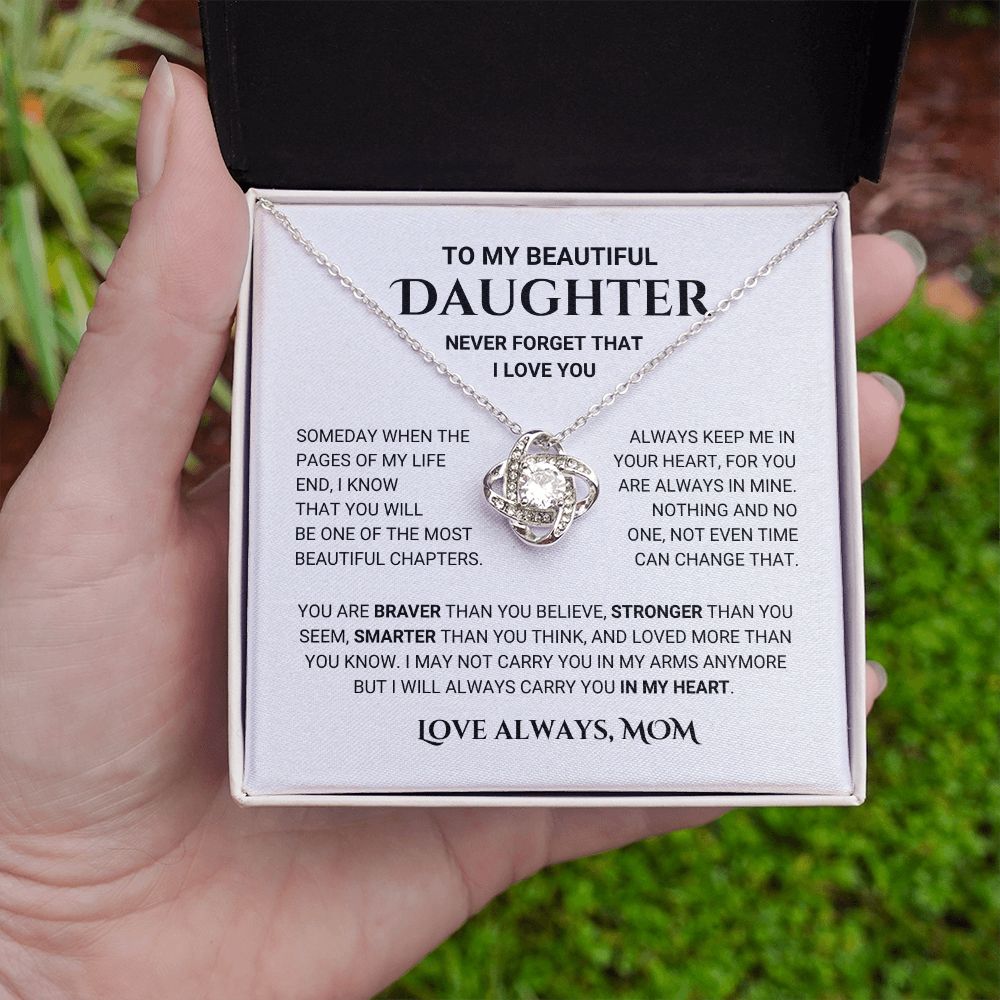 TO MY BEAUTIFUL
DAUGHTER
NEVER FORGET THAT
I LOVE YOU
SOMEDAY WHEN THE
PAGES OF MY LIFE
END, I KNOW
THAT YOU WILL
BE ONE OF THE MOST
BEAUTIFUL CHAPTERS.
ALWAYS KEEP ME IN
YOUR HEART, FOR YOU
ARE ALWAYS IN MINE.
NOTHING AND NO
ONE, NOT EVEN TIME
CAN CHANGE THAT.
YOU ARE BRAVER THAN YOU BELIEVE, STRONGER THAN YOU
SEEM, SMARTER THAN YOU THINK, AND LOVED MORE THAN
YOU KNOW. I MAY NOT CARRY YOU IN MY ARMS ANYMORE
BUT I WILL ALWAYS CARRY YOU IN MY HEART.
LOVE ALWAYS, MOM